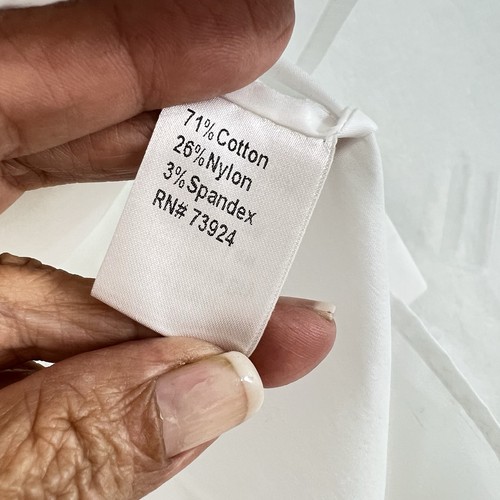 71% Cotton
26% Nylon
3% Spandex
RN# 73924